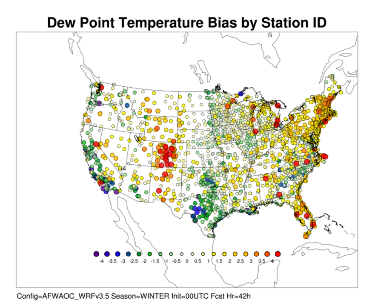 Dew Point Temperature Bias by Station ID
-4 -3.5 -3 -2.5 -2 -1.5 -1 -0.5 0 0.5 1 1.5 2 2.5 3 3.5 4
Config=AFWAOC_WRFv3.5 Season=WINTER Init=00UTC Fcst Hr=42h